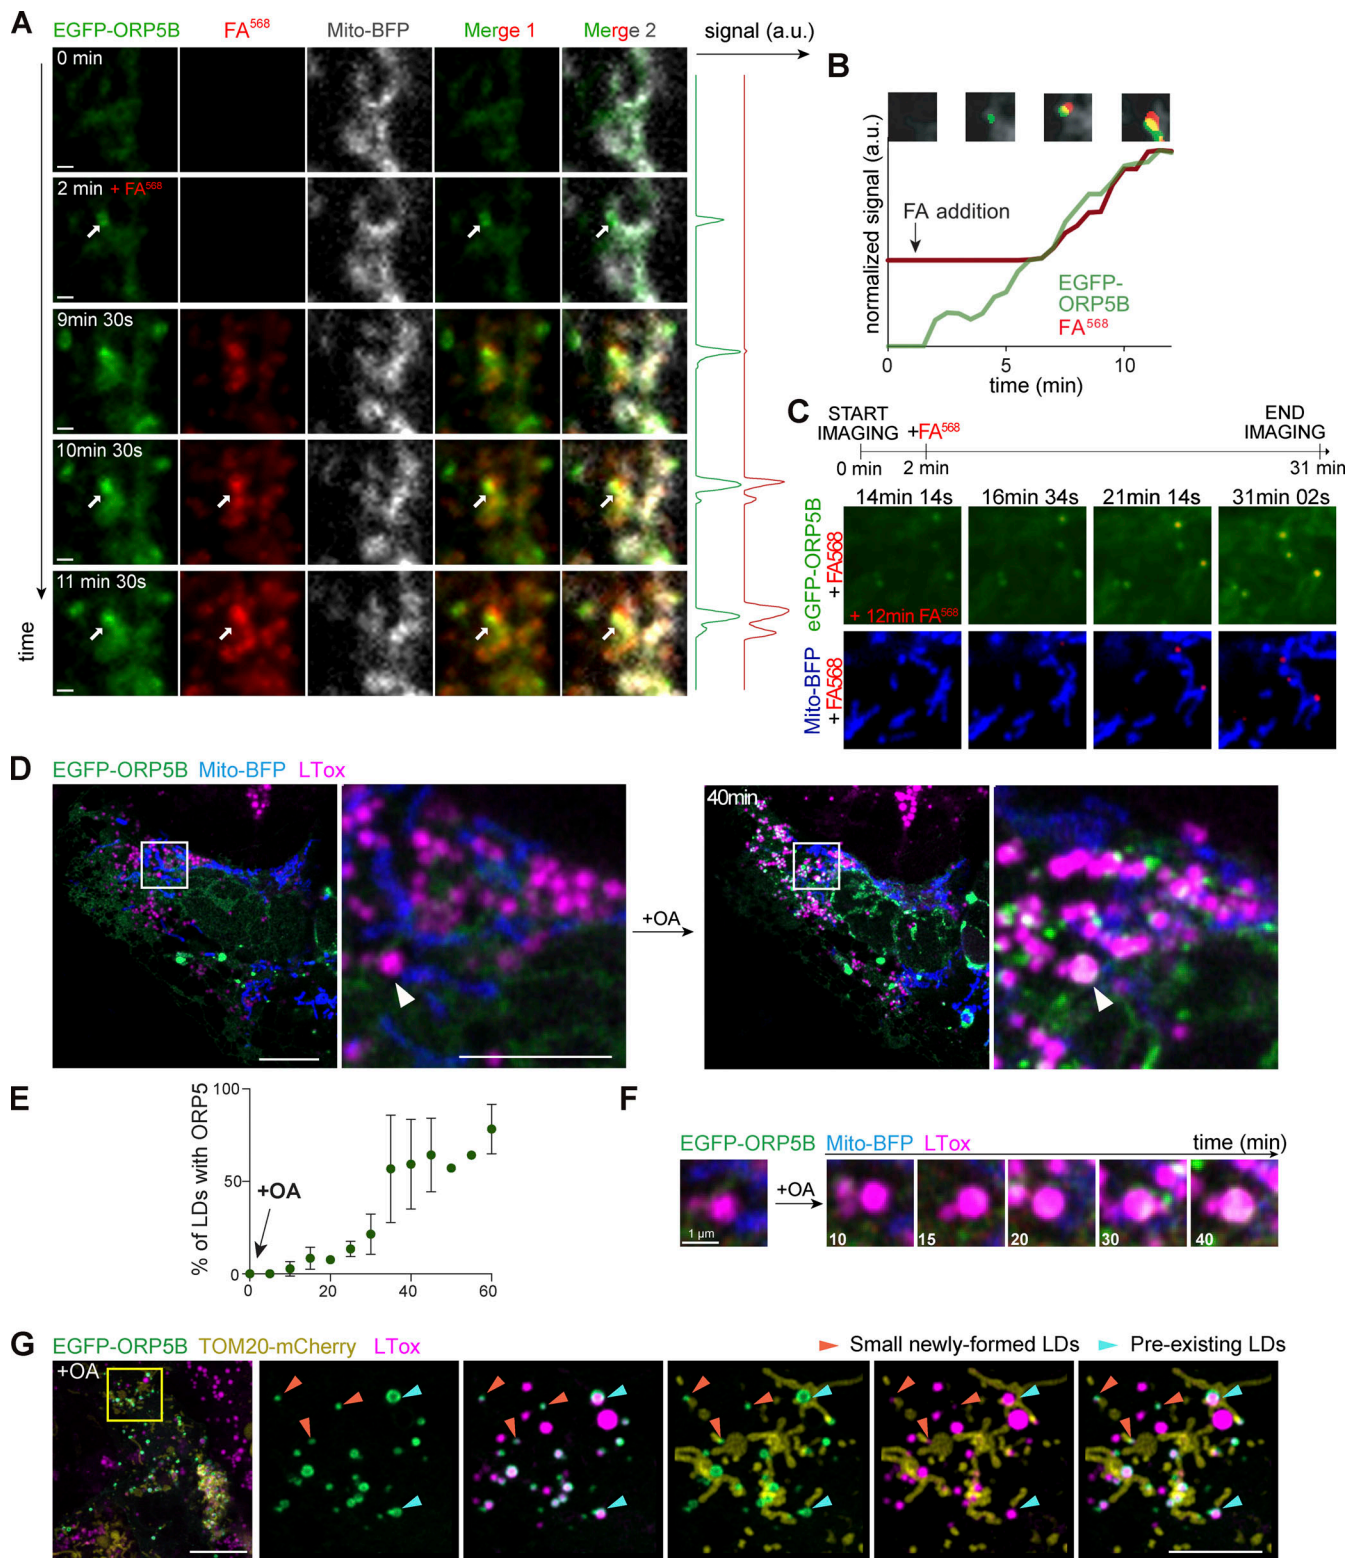 A
EGFP-ORP5B FA568 Mito-BFP Merge 1 Merge 2 signal (a.u.)
0 min
2 min + FA568
9min 30s
10min 30s
11 min 30s
time
B
normalized signal (a.u.)
FA addition
EGFP-
ORP5B
FA568
0 5 10
time (min)
C
START
IMAGING
+FA568
END
IMAGING
0 min 2 min 31 min
14min 14s 16min 34s 21min 14s 31min 02s
eGFP-ORP5B
+ FA568
+ 12min FA568
Mito-BFP
+ FA568
D
EGFP-ORP5B Mito-BFP LTox
+OA
40min
E
% of LDs with ORP5
100
50
0
+OA
0 20 40 60
F
EGFP-ORP5B Mito-BFP LTox time (min)
+OA
1 µm
10 15 20 30 40
G
EGFP-ORP5B TOM20-mCherry LTox
Small newly-formed LDs Pre-existing LDs
+OA